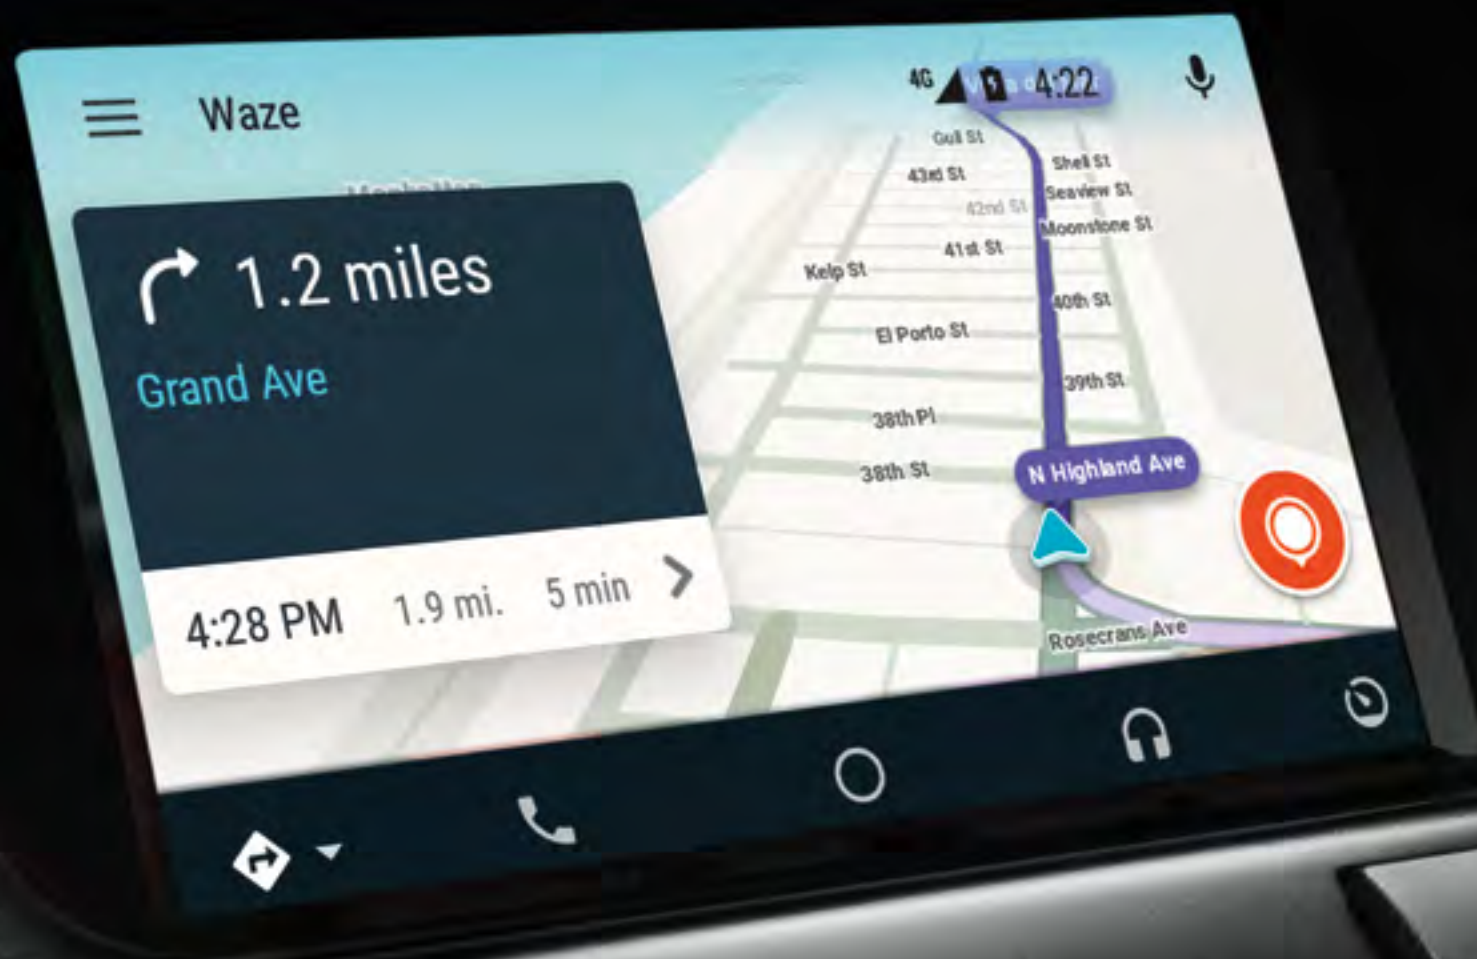 Waze
4G
4:22
Gull St
Shell St
43rd St
Seaview St
42nd St
Moonstone St
41st St
Kelp St
40th St
El Porto St
39th St
38th Pl
38th St
N Highland Ave
Rosecrans Ave
Manhattan
1.2 miles
Grand Ave
4:28 PM 1.9 mi. 5 min